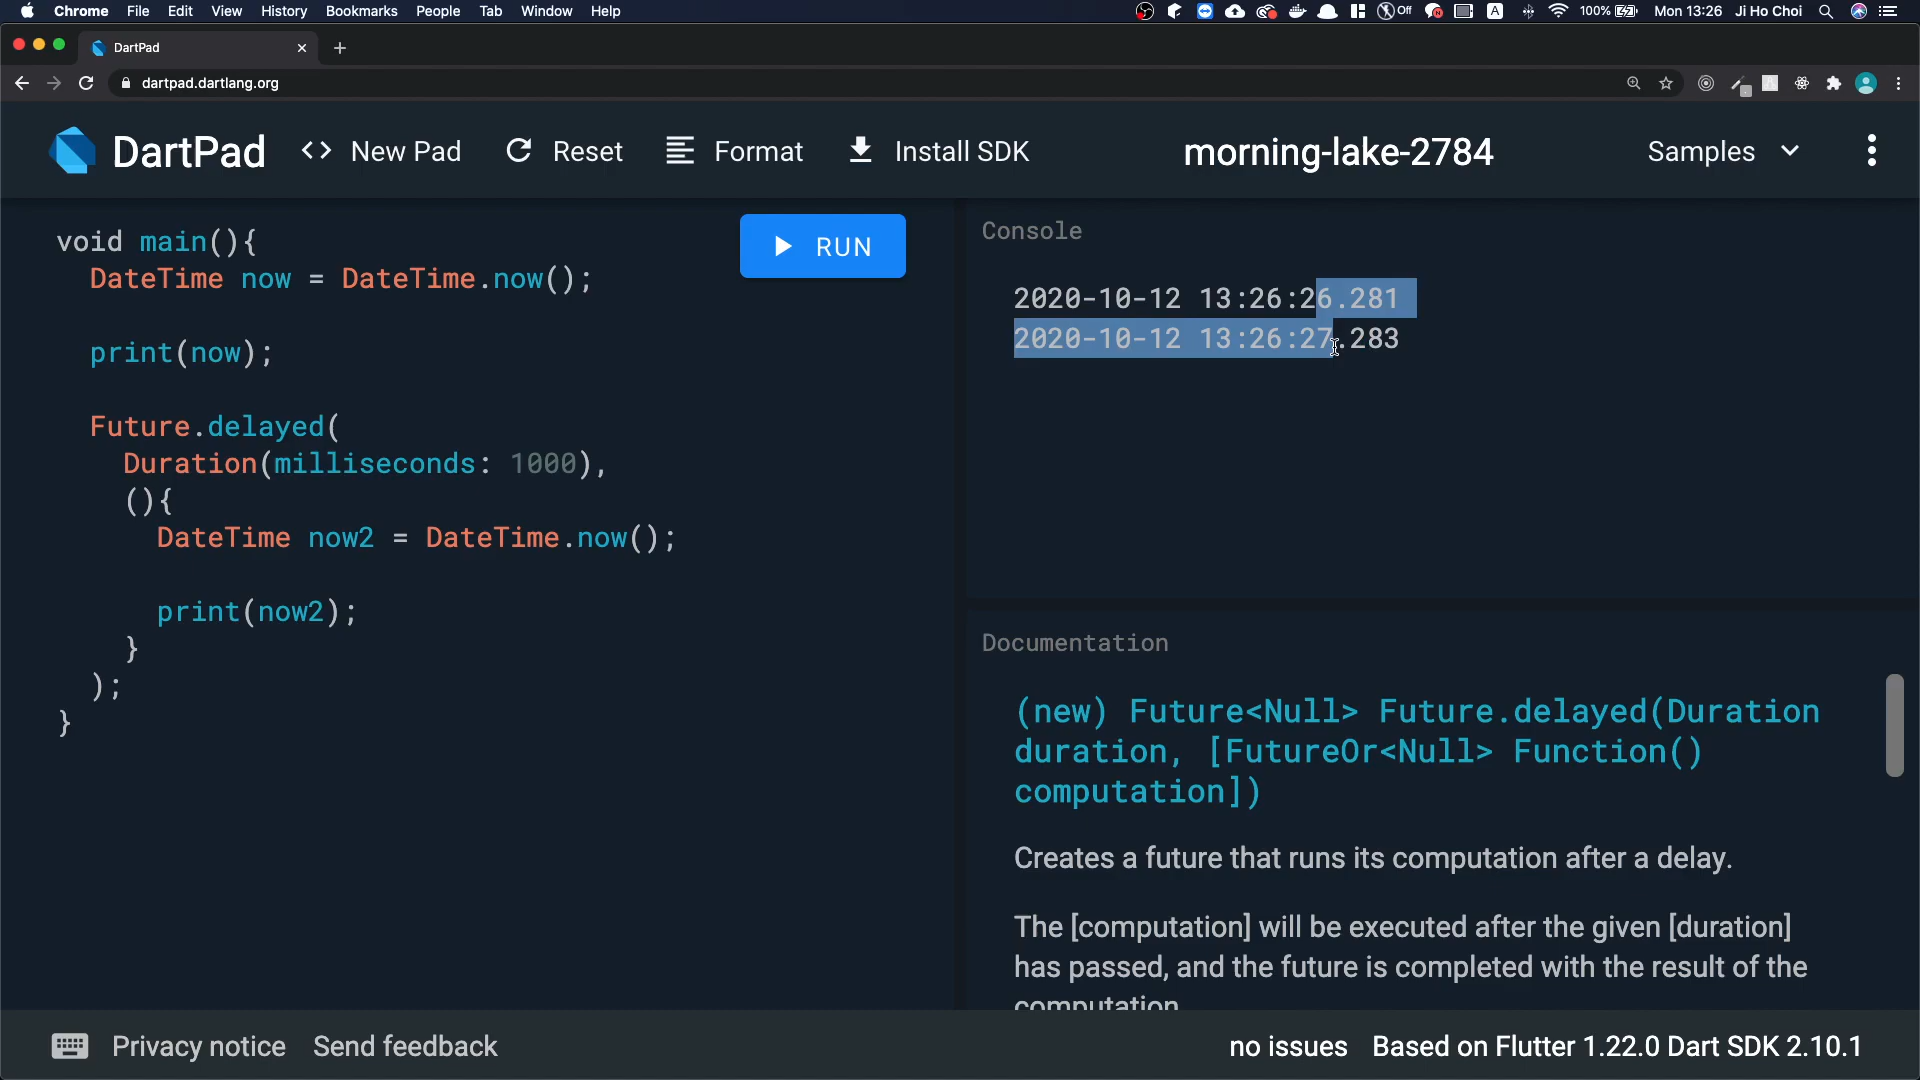 Chrome File Edit View History Bookmarks People Tab Window Help Off 100% Mon 13:26 Ji Ho Choi
DartPad
dartpad.dartlang.org
DartPad <> New Pad Reset Format Install SDK morning-lake-2784 Samples
void main(){
DateTime now = DateTime.now();
print(now);
Future.delayed(
Duration(milliseconds: 1000),
(){
DateTime now2 = DateTime.now();
print(now2);
}
);
}
RUN
Console
2020-10-12 13:26:26.281
2020-10-12 13:26:27.283
Documentation
(new) Future<Null> Future.delayed(Duration
duration, [FutureOr<Null> Function()
computation])
Creates a future that runs its computation after a delay.
The [computation] will be executed after the given [duration]
has passed, and the future is completed with the result of the
computation
Privacy notice Send feedback no issues Based on Flutter 1.22.0 Dart SDK 2.10.1